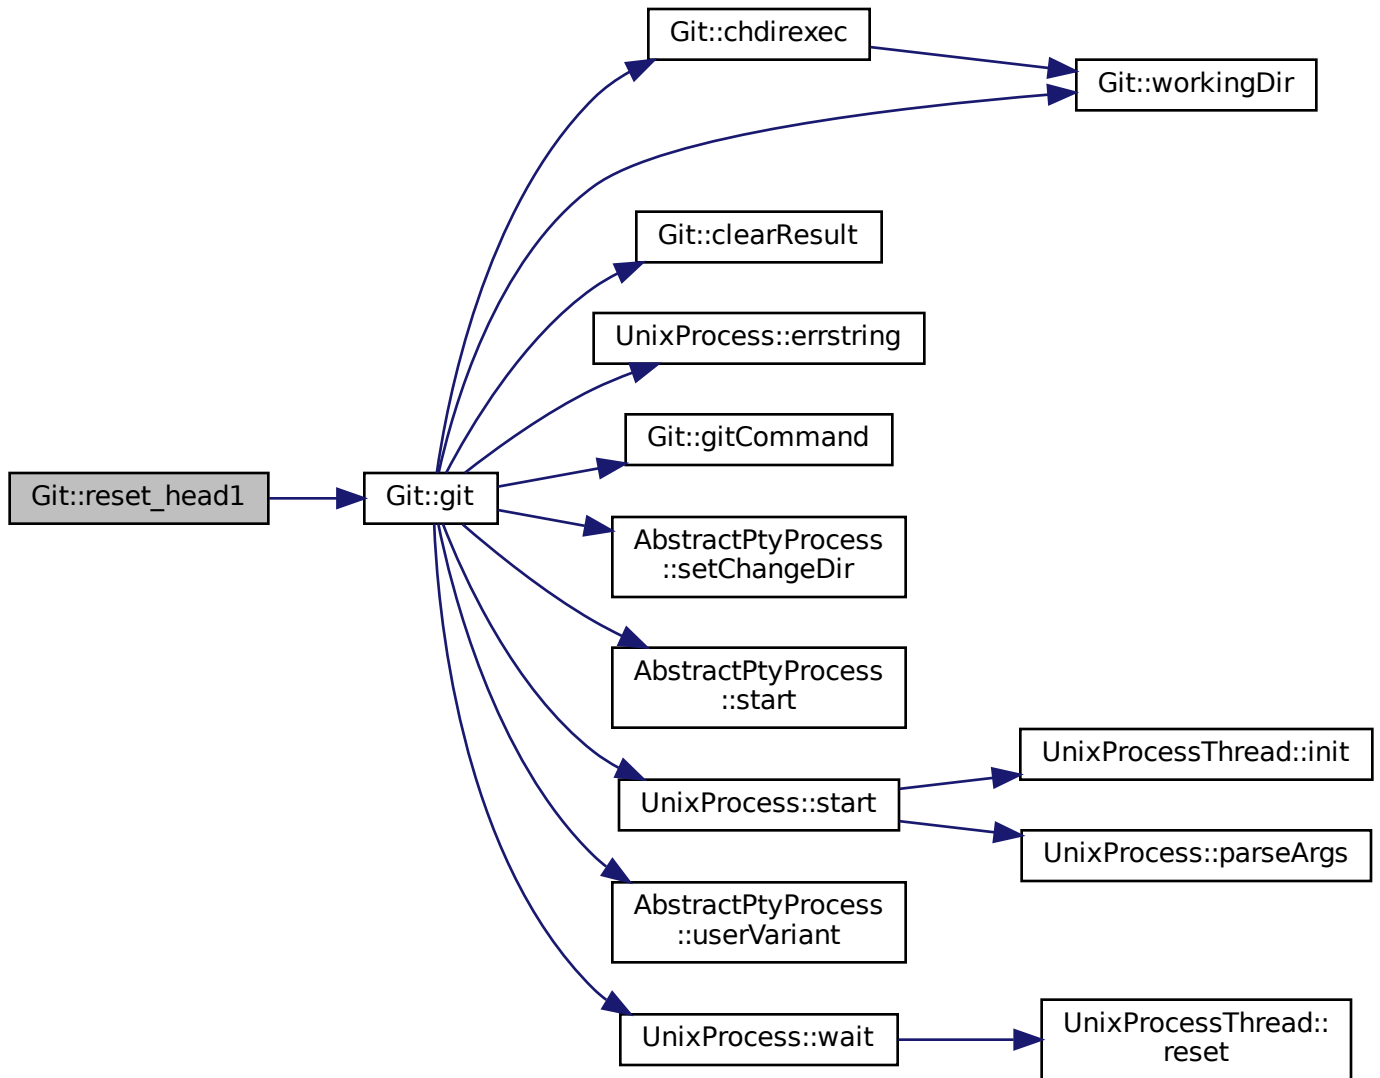 Git::chdirexec
Git::workingDir
Git::clearResult
UnixProcess::errstring
Git::gitCommand
Git::reset_head1
Git::git
AbstractPtyProcess
::setChangeDir
AbstractPtyProcess
::start
UnixProcessThread::init
UnixProcess::start
UnixProcess::parseArgs
AbstractPtyProcess
::userVariant
UnixProcess::wait
UnixProcessThread::
reset